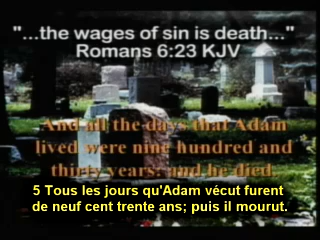 "...the wages of sin is death..."
Romans 6:23 KJV
And all the days that Adam
lived were nine hundred and
thirty years: and he died.
5 Tous les jours qu'Adam vécut furent
de neuf cent trente ans; puis il mourut.